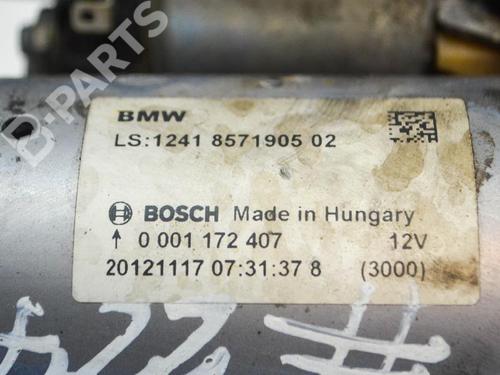 B-PARTS
BMW
LS:1241 8571905 02
BOSCH Made in Hungary
↑ 0 001 172 407 12V
20121117 07:31:37 8 (3000)